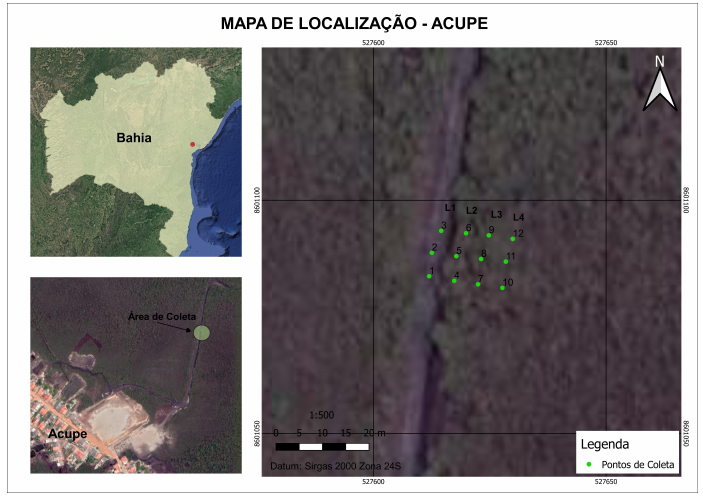 MAPA DE LOCALIZAÇÃO - ACUPE
527600 527650
N
Bahia
8601100 8601100
L1 L2 L3 L4
3 6 9 12
2 5 8 11
1 4 7 10
Área de Coleta
Acupe
1:500
0 5 10 15 20 m
8601050 8601050
Datum: Sirgas 2000 Zona 24S
Legenda
Pontos de Coleta
527600 527650